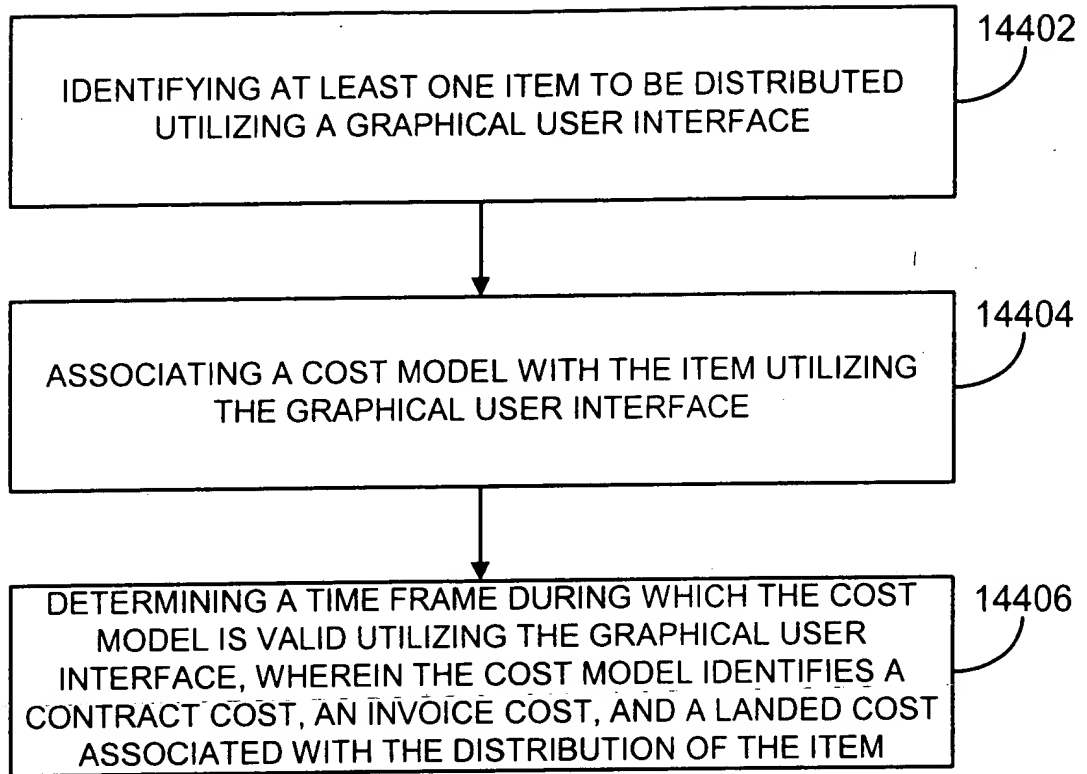 14402
IDENTIFYING AT LEAST ONE ITEM TO BE DISTRIBUTED
UTILIZING A GRAPHICAL USER INTERFACE
14404
ASSOCIATING A COST MODEL WITH THE ITEM UTILIZING
THE GRAPHICAL USER INTERFACE
14406
DETERMINING A TIME FRAME DURING WHICH THE COST
MODEL IS VALID UTILIZING THE GRAPHICAL USER
INTERFACE, WHEREIN THE COST MODEL IDENTIFIES A
CONTRACT COST, AN INVOICE COST, AND A LANDED COST
ASSOCIATED WITH THE DISTRIBUTION OF THE ITEM